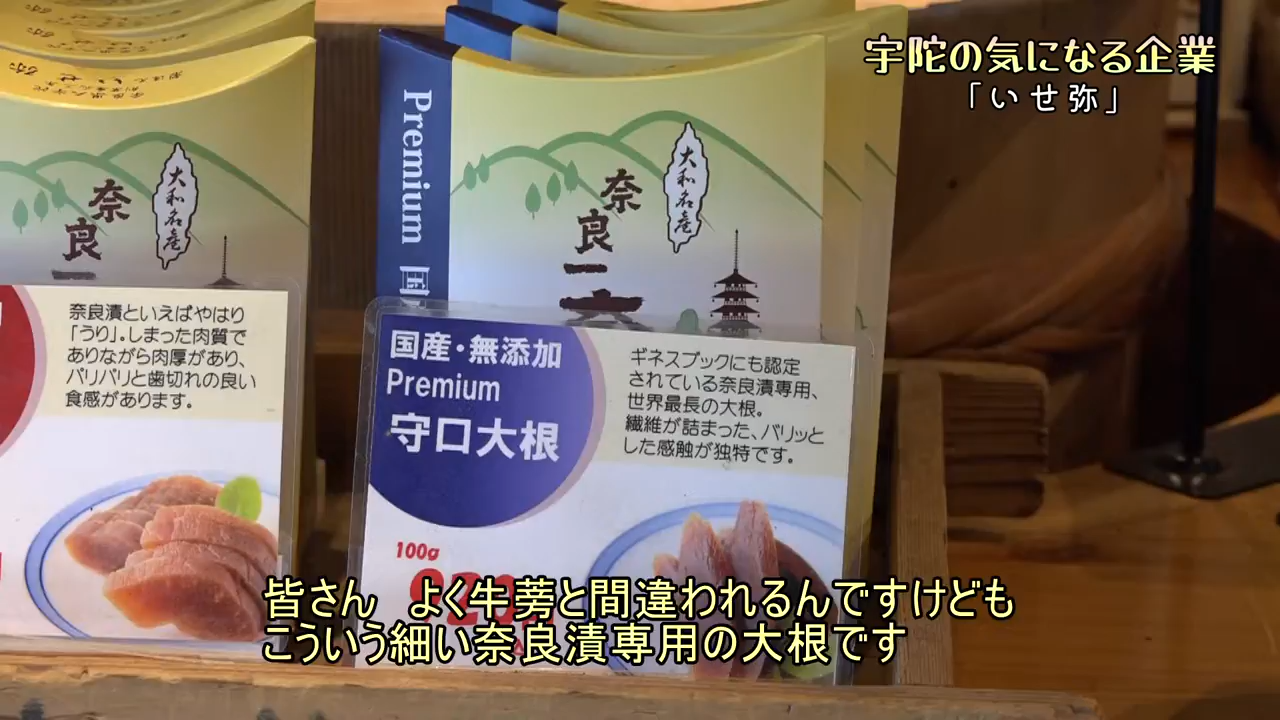 宇陀の気になる企業
「いせ弥」
いせ弥
大和名産
奈良
大和名産
奈良一
Premium 国
奈良漬といえばやはり
「うり」。しまった肉質で
ありながら肉厚があり、
パリパリと歯切れの良い
食感があります。
国産・無添加
Premium
守口大根
ギネスブックにも認定
されている奈良漬専用、
世界最長の大根。
繊維が詰まった、パリッと
した感触が独特です。
100g
皆さん　よく牛蒡と間違われるんですけども
こういう細い奈良漬専用の大根です